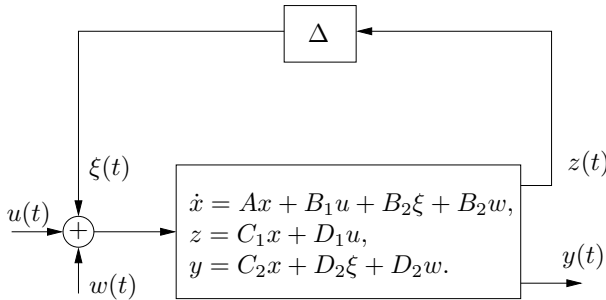 Δ
ξ(t)
z(t)
u(t)
+
w(t)
ẋ = Ax + B₁u + B₂ξ + B₂w,
z = C₁x + D₁u,
y = C₂x + D₂ξ + D₂w.
y(t)